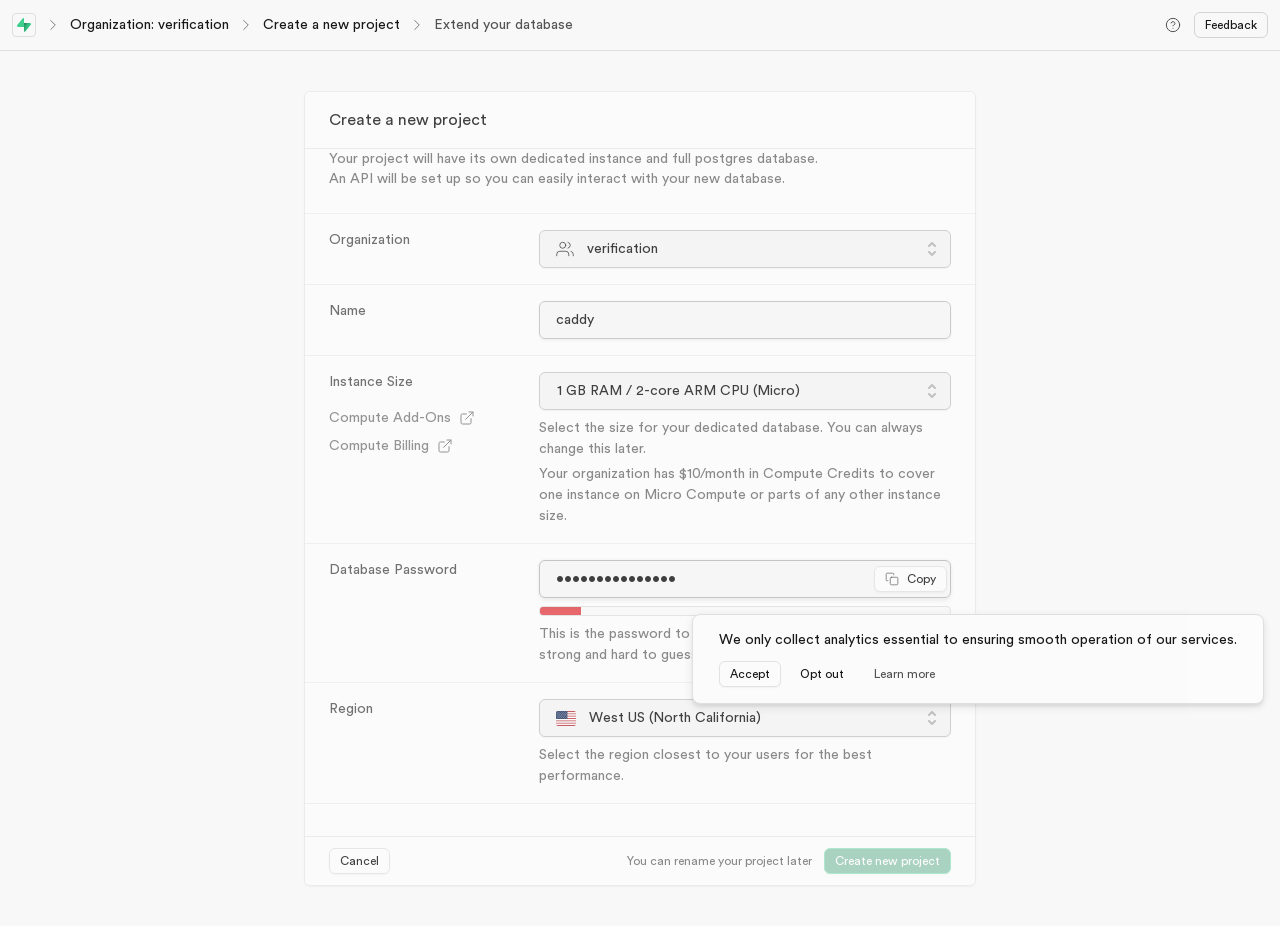 Organization: verification
Create a new project
Extend your database
Feedback
Create a new project
Your project will have its own dedicated instance and full postgres database.
An API will be set up so you can easily interact with your new database.
Organization
verification
Name
caddy
Instance Size
1 GB RAM / 2-core ARM CPU (Micro)
Compute Add-Ons
Compute Billing
Select the size for your dedicated database. You can always
change this later.
Your organization has $10/month in Compute Credits to cover
one instance on Micro Compute or parts of any other instance
size.
Database Password
•••••••••••••••
Copy
This is the password to
strong and hard to gues
We only collect analytics essential to ensuring smooth operation of our services.
Accept
Opt out
Learn more
Region
West US (North California)
Select the region closest to your users for the best
performance.
Cancel
You can rename your project later
Create new project